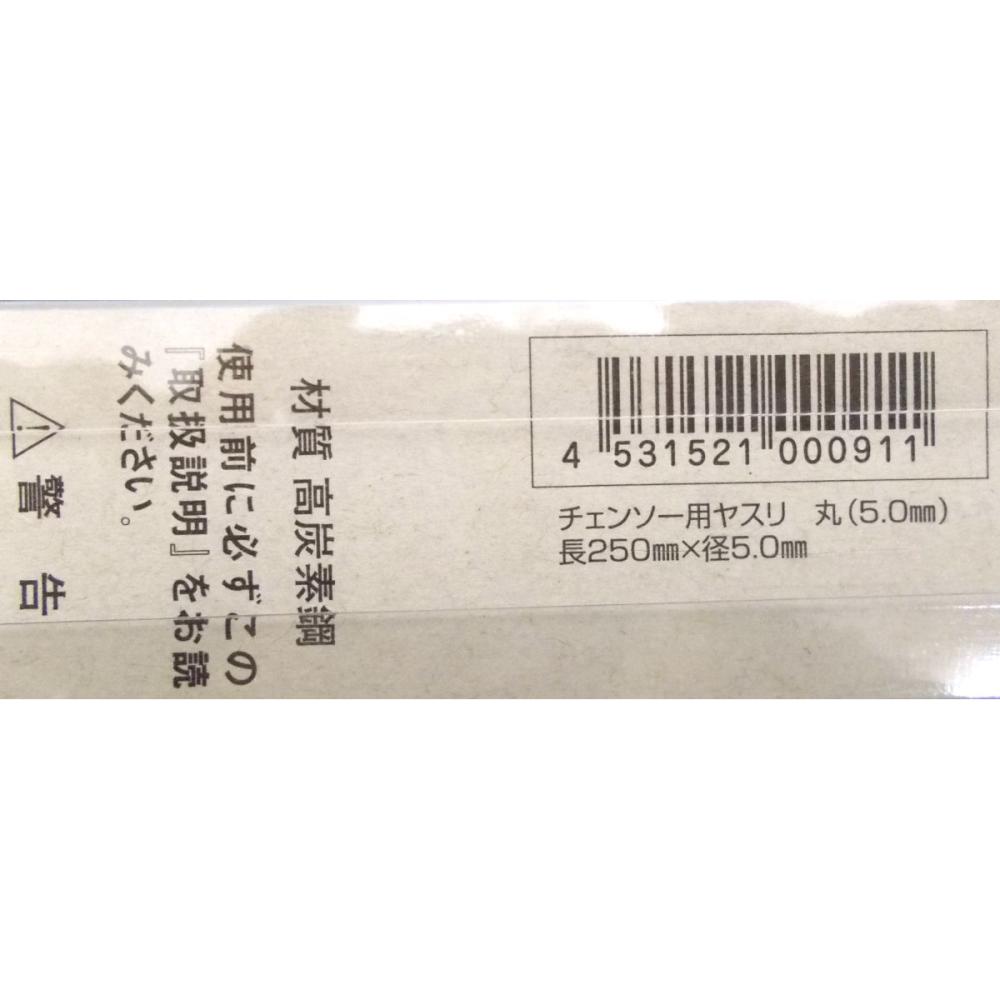 4 531521 000911
チェンソー用ヤスリ 丸（5.0㎜）
長250㎜×径5.0㎜
材質 高炭素鋼
使用前に必ずこの
『取扱説明』をお読
みください。
警告